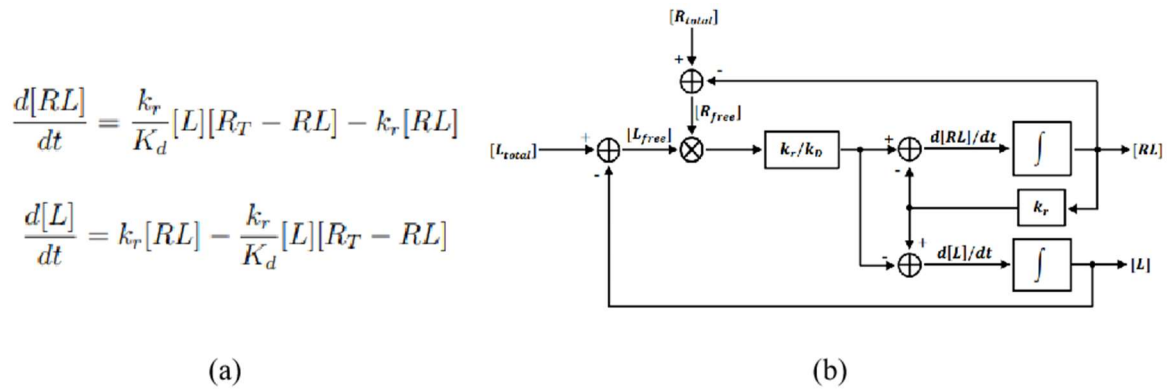 d[RL]/dt = k_r/K_d [L][R_T − RL] − k_r[RL]
d[L]/dt = k_r[RL] − k_r/K_d [L][R_T − RL]
(a)
[R_total]
+
-
[R_free]
[L_total]
+
-
[L_free]
k_r/k_D
+
-
d[RL]/dt
∫
[RL]
k_r
+
-
d[L]/dt
∫
[L]
(b)